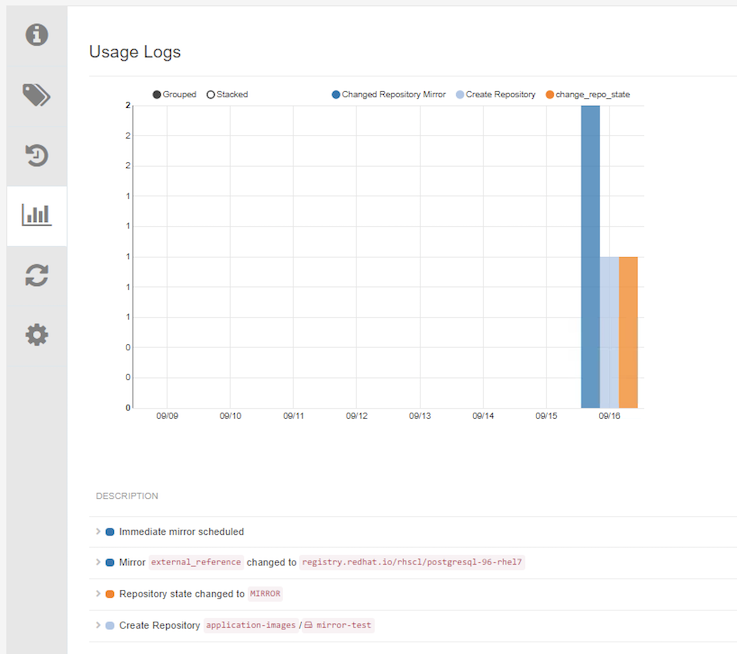 Usage Logs
Grouped Stacked Changed Repository Mirror Create Repository change_repo_state
2
2
2
1
1
1
1
1
0
0
0
09/09 09/10 09/11 09/12 09/13 09/14 09/15 09/16
DESCRIPTION
Immediate mirror scheduled
Mirror external_reference changed to registry.redhat.io/rhscl/postgresql-96-rhel7
Repository state changed to MIRROR
Create Repository application-images / mirror-test